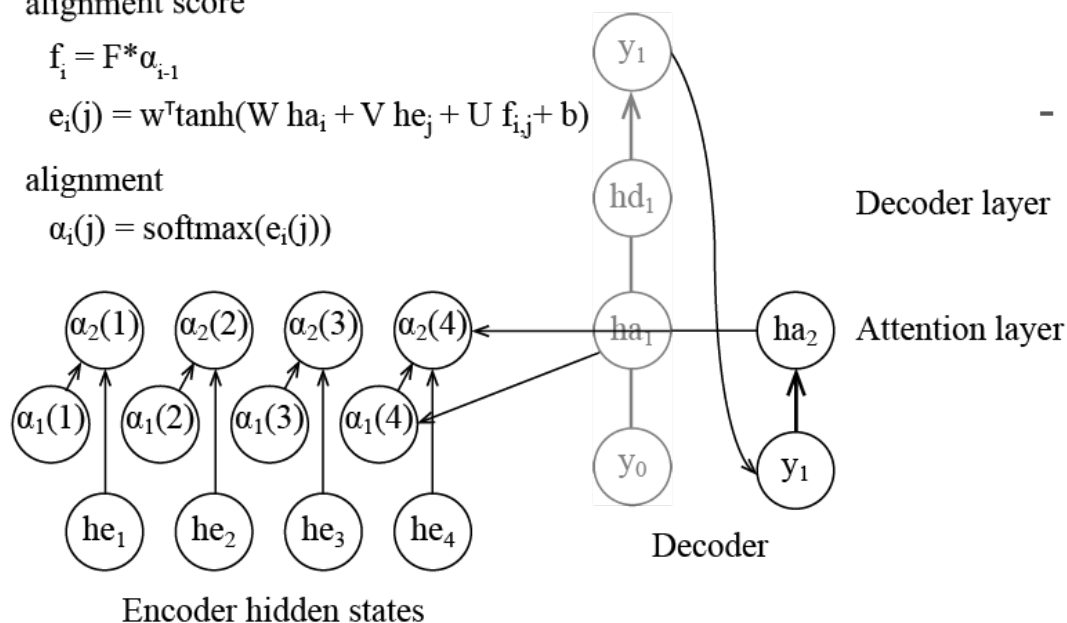 alignment score
fᵢ = F*αᵢ₋₁
eᵢ(j) = wᵀtanh(W haᵢ + V heⱼ + U fᵢ,ⱼ+ b)
alignment
αᵢ(j) = softmax(eᵢ(j))
y₁
-
hd₁
Decoder layer
α₂(1) α₂(2) α₂(3) α₂(4) ha₁ ha₂ Attention layer
α₁(1) α₁(2) α₁(3) α₁(4)
y₀ y₁
he₁ he₂ he₃ he₄
Decoder
Encoder hidden states